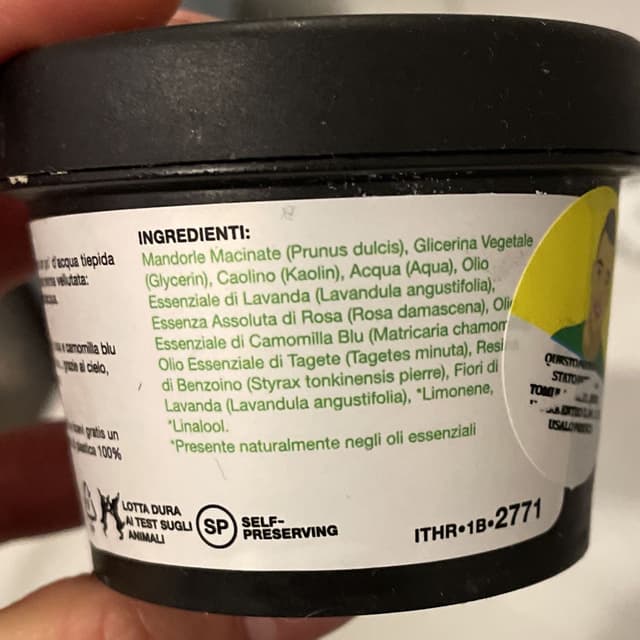 d'acqua tiepida
vellutata:
INGREDIENTI:
Mandorle Macinate (Prunus dulcis), Glicerina Vegetale
(Glycerin), Caolino (Kaolin), Acqua (Aqua), Olio
Essenziale di Lavanda (Lavandula angustifolia),
Essenza Assoluta di Rosa (Rosa damascena),
Essenziale di Camomilla Blu (Matricaria
Olio Essenziale di Tagete (Tagetes minuta),
di Benzoino (Styrax tonkinensis pierre), Fiori di
Lavanda (Lavandula angustifolia), *Limonene,
*Linalool.
*Presente naturalmente negli oli essenziali
camomilla blu
grazie al cielo,
gratis un
100%
LOTTA DURA
AI TEST SUGLI
ANIMALI
SP
SELF-
PRESERVING
ITHR•1B•2771